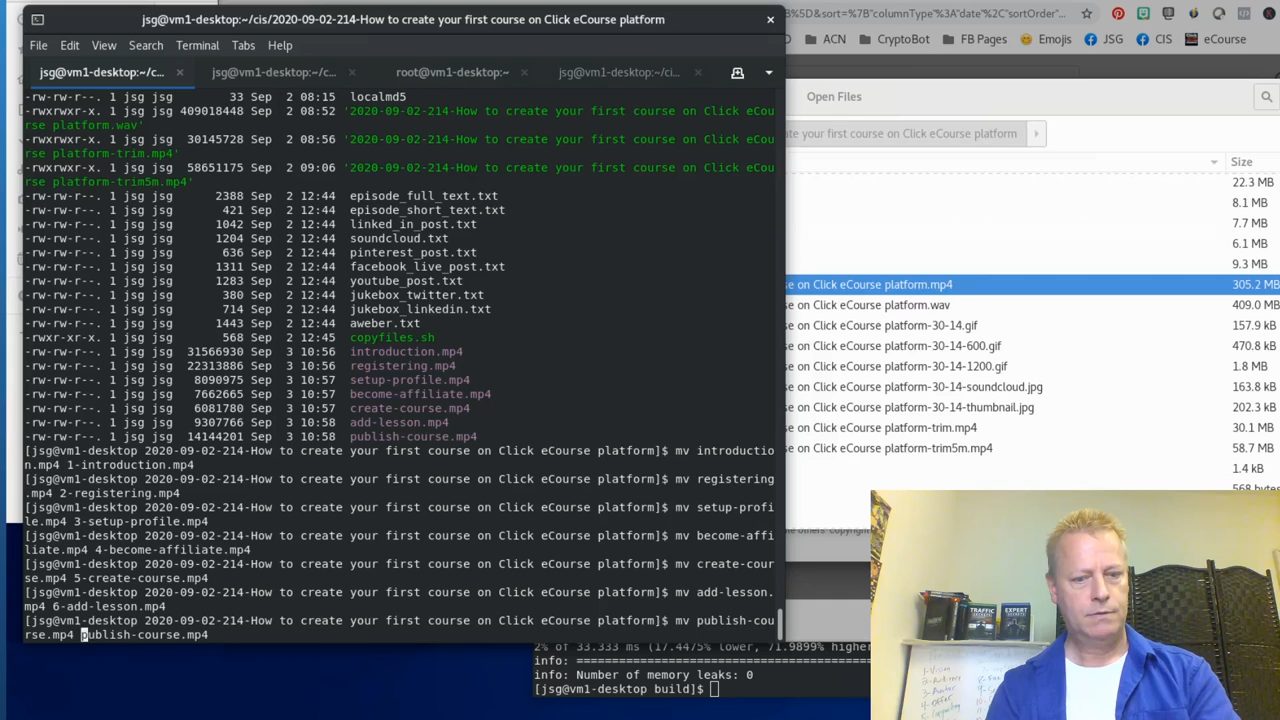 jsg@vm1-desktop:~/cis/2020-09-02-214-How to create your first course on Click eCourse platform
×
File Edit View Search Terminal Tabs Help
jsg@vm1-desktop:~/c... × jsg@vm1-desktop:~/c... × root@vm1-desktop:~ × jsg@vm1-desktop:~/ci... ×
-rw-rw-r--. 1 jsg jsg 33 Sep 2 08:15 localmd5
-rwxrwxr-x. 1 jsg jsg 409018448 Sep 2 08:52 '2020-09-02-214-How to create your first course on Click eCou
rse platform.wav'
-rwxrwxr-x. 1 jsg jsg 30145728 Sep 2 08:56 '2020-09-02-214-How to create your first course on Click eCou
rse platform-trim.mp4'
-rwxrwxr-x. 1 jsg jsg 58651175 Sep 2 09:06 '2020-09-02-214-How to create your first course on Click eCou
rse platform-trim5m.mp4'
-rw-rw-r--. 1 jsg jsg 2388 Sep 2 12:44 episode_full_text.txt
-rw-rw-r--. 1 jsg jsg 421 Sep 2 12:44 episode_short_text.txt
-rw-rw-r--. 1 jsg jsg 1042 Sep 2 12:44 linked_in_post.txt
-rw-rw-r--. 1 jsg jsg 1204 Sep 2 12:44 soundcloud.txt
-rw-rw-r--. 1 jsg jsg 636 Sep 2 12:44 pinterest_post.txt
-rw-rw-r--. 1 jsg jsg 1311 Sep 2 12:44 facebook_live_post.txt
-rw-rw-r--. 1 jsg jsg 1283 Sep 2 12:44 youtube_post.txt
-rw-rw-r--. 1 jsg jsg 380 Sep 2 12:44 jukebox_twitter.txt
-rw-rw-r--. 1 jsg jsg 714 Sep 2 12:44 jukebox_linkedin.txt
-rw-rw-r--. 1 jsg jsg 1443 Sep 2 12:44 aweber.txt
-rwxr-xr-x. 1 jsg jsg 568 Sep 2 12:45 copyfiles.sh
-rw-rw-r--. 1 jsg jsg 31566930 Sep 3 10:56 introduction.mp4
-rw-rw-r--. 1 jsg jsg 22313886 Sep 3 10:56 registering.mp4
-rw-rw-r--. 1 jsg jsg 8090975 Sep 3 10:57 setup-profile.mp4
-rw-rw-r--. 1 jsg jsg 7662665 Sep 3 10:57 become-affiliate.mp4
-rw-rw-r--. 1 jsg jsg 6081780 Sep 3 10:57 create-course.mp4
-rw-rw-r--. 1 jsg jsg 9307766 Sep 3 10:58 add-lesson.mp4
-rw-rw-r--. 1 jsg jsg 14144201 Sep 3 10:58 publish-course.mp4
[jsg@vm1-desktop 2020-09-02-214-How to create your first course on Click eCourse platform]$ mv introductio
n.mp4 1-introduction.mp4
[jsg@vm1-desktop 2020-09-02-214-How to create your first course on Click eCourse platform]$ mv registering
.mp4 2-registering.mp4
[jsg@vm1-desktop 2020-09-02-214-How to create your first course on Click eCourse platform]$ mv setup-profi
le.mp4 3-setup-profile.mp4
[jsg@vm1-desktop 2020-09-02-214-How to create your first course on Click eCourse platform]$ mv become-affi
liate.mp4 4-become-affiliate.mp4
[jsg@vm1-desktop 2020-09-02-214-How to create your first course on Click eCourse platform]$ mv create-cour
se.mp4 5-create-course.mp4
[jsg@vm1-desktop 2020-09-02-214-How to create your first course on Click eCourse platform]$ mv add-lesson.
mp4 6-add-lesson.mp4
[jsg@vm1-desktop 2020-09-02-214-How to create your first course on Click eCourse platform]$ mv publish-cou
rse.mp4 publish-course.mp4
5D&sort=%7B"columnType"%3A"date"%2C"sortOrder"...
ADS ACN CryptoBot FB Pages Emojis JSG CIS eCourse
Open Files
ate your first course on Click eCourse platform
Size
22.3 MB
8.1 MB
7.7 MB
6.1 MB
9.3 MB
se on Click eCourse platform.mp4 305.2 MB
se on Click eCourse platform.wav 409.0 MB
se on Click eCourse platform-30-14.gif 157.9 kB
se on Click eCourse platform-30-14-600.gif 470.8 kB
se on Click eCourse platform-30-14-1200.gif 1.8 MB
se on Click eCourse platform-30-14-soundcloud.jpg 163.8 kB
se on Click eCourse platform-30-14-thumbnail.jpg 202.3 kB
se on Click eCourse platform-trim.mp4 30.1 MB
se on Click eCourse platform-trim5m.mp4 58.7 MB
1.4 kB
568 bytes
2% of 33.333 ms (17.4475% lower, 71.9899% highe
info: =====================================
info: Number of memory leaks: 0
[jsg@vm1-desktop build]$
TRAFFIC
SECRETS
EXPERT
SECRETS